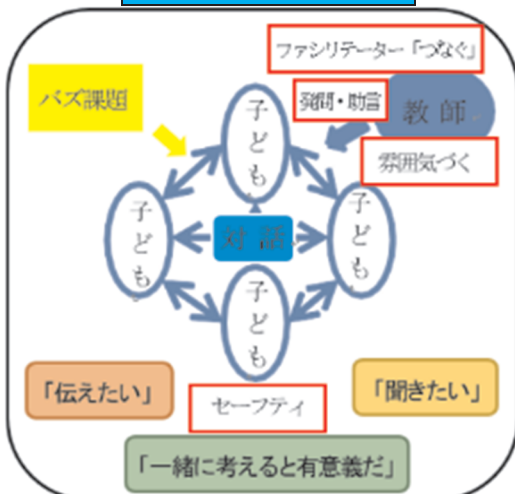 ファシリテーター「つなぐ」
バズ課題
発問・助言
教師
雰囲気づく
子ども
子ども
対話
子ども
子ども
「伝えたい」
セーフティ
「聞きたい」
「一緒に考えると有意義だ」